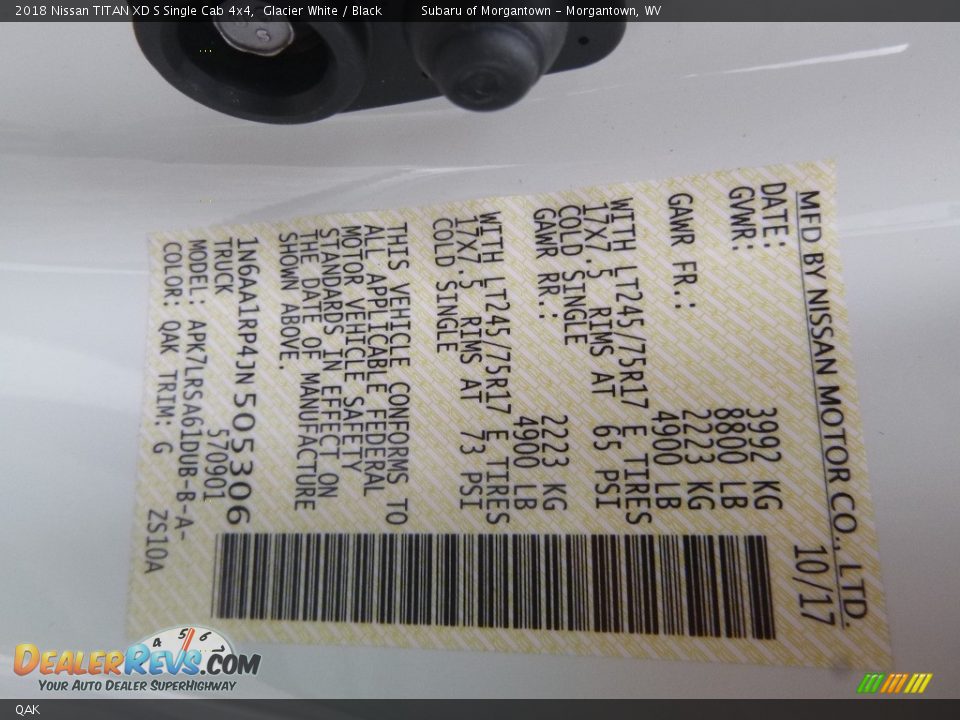 2018 Nissan TITAN XD S Single Cab 4x4, Glacier White / Black Subaru of Morgantown - Morgantown, WV
MFD BY NISSAN MOTOR CO., LTD.
DATE: 10/17
GVWR: 3992 KG
8800 LB
GAWR FR.: 2223 KG
4900 LB
WITH LT245/75R17 E TIRES
17X7.5 RIMS AT 65 PSI
COLD SINGLE
GAWR RR.: 2223 KG
4900 LB
WITH LT245/75R17 E TIRES
17X7.5 RIMS AT 73 PSI
COLD SINGLE
THIS VEHICLE CONFORMS TO
ALL APPLICABLE FEDERAL
MOTOR VEHICLE SAFETY
STANDARDS IN EFFECT ON
THE DATE OF MANUFACTURE
SHOWN ABOVE.
1N6AA1RP4JN505306
TRUCK 570901
MODEL: APK7LRSA61DUB-B-A-
COLOR: QAK TRIM: G ZS10A
4 5 6
DEALERREVS.COM
YOUR AUTO DEALER SUPERHIGHWAY
QAK